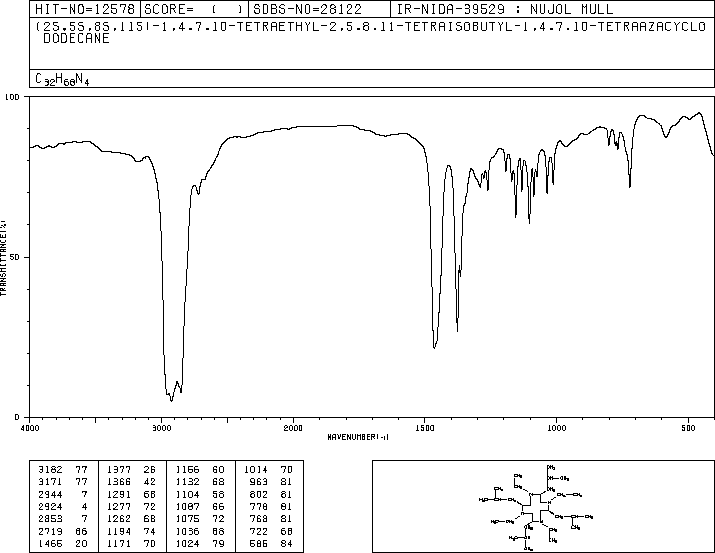 HIT-NO=12578 SCORE= ( ) SDBS-NO=28122 IR-NIDA-39529 : NUJOL MULL
(2S,5S,8S,11S)-1,4,7,10-TETRAETHYL-2,5,8,11-TETRAISOBUTYL-1,4,7,10-TETRAAZACYCLO
DODECANE
C32H68N4
100
50
0
TRANSMITTANCE(%)
4000 3000 2000 1500 1000 500
WAVENUMBER(-1)
3182 77 1377 26 1156 60 1014 70
3171 77 1366 42 1132 68 963 81
2944 7 1291 68 1104 58 802 81
2924 4 1277 72 1087 66 778 81
2853 7 1262 68 1075 72 768 81
2719 66 1194 74 1036 68 722 68
1465 20 1171 70 1024 79 586 84